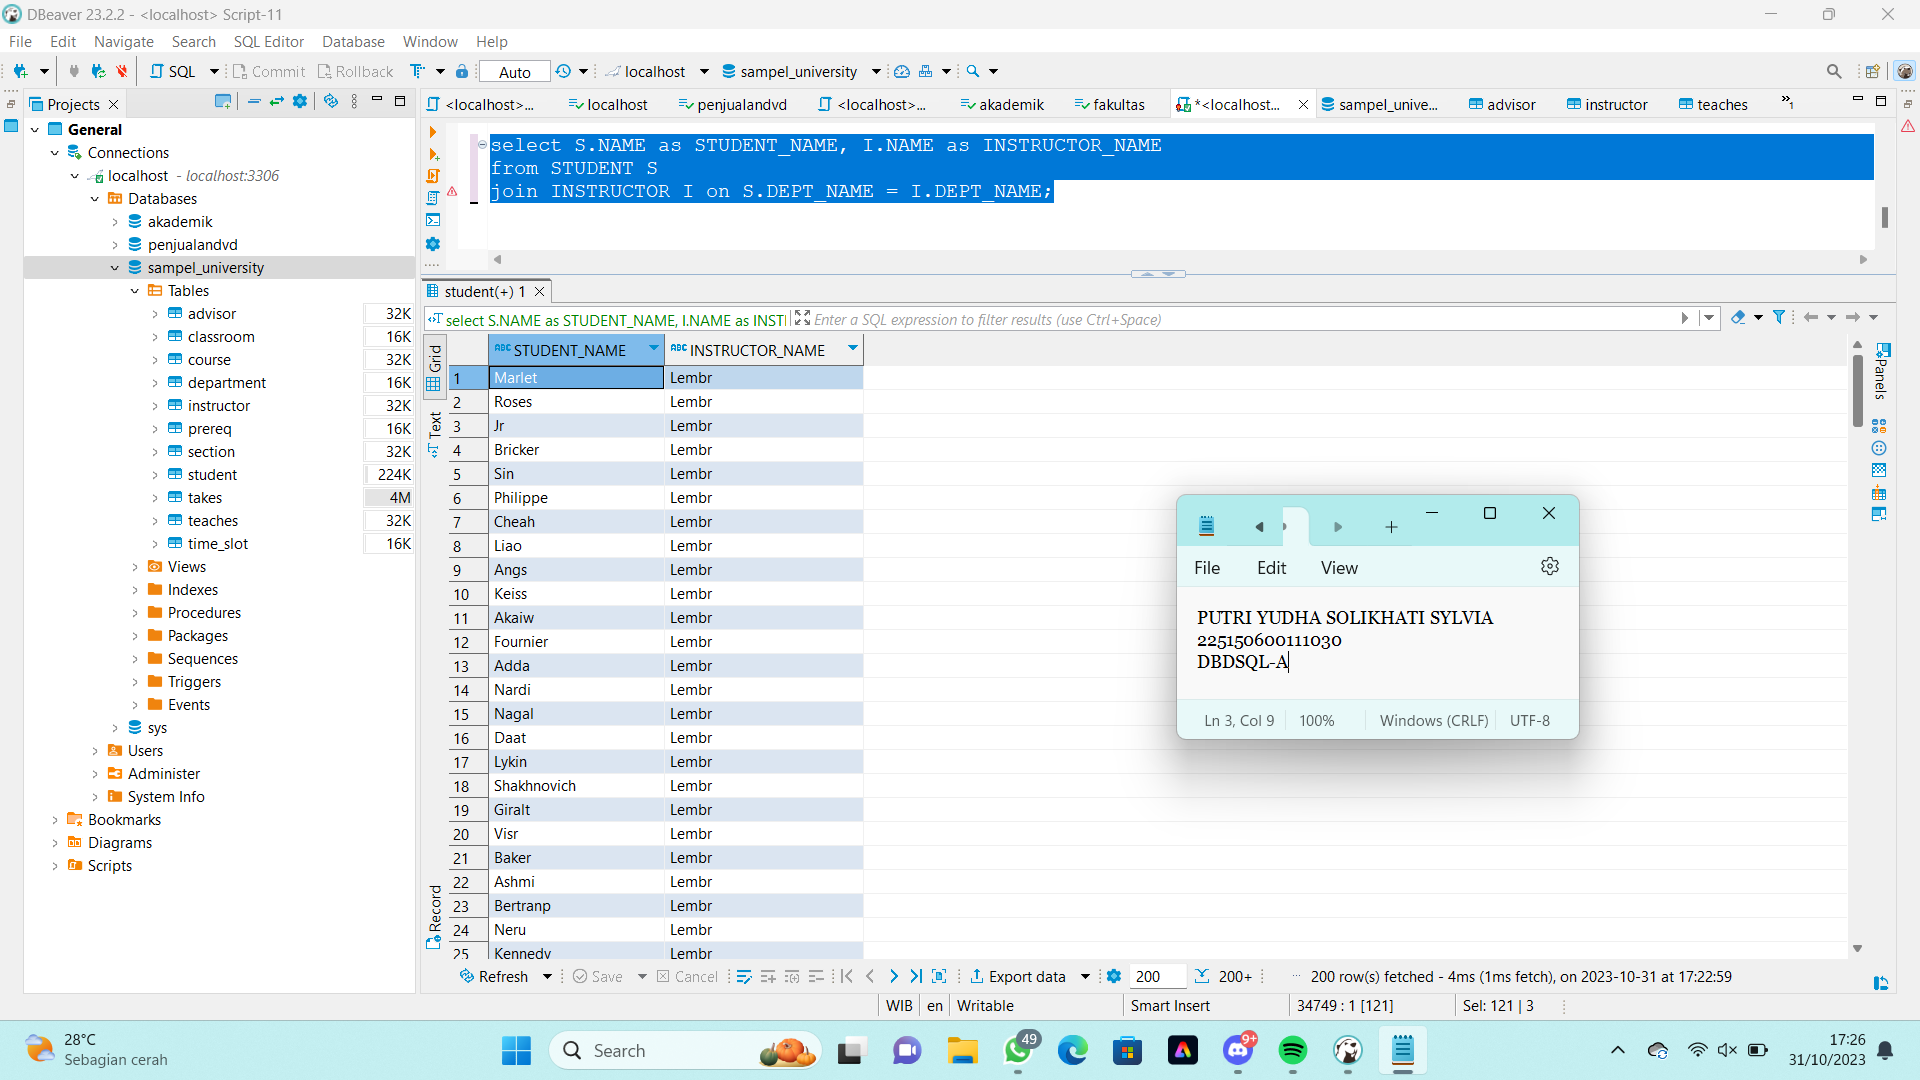 DBeaver 23.2.2 - <localhost> Script-11
File Edit Navigate Search SQL Editor Database Window Help
SQL Commit Rollback Auto localhost sampel_university
Projects
<localhost>... localhost penjualandvd <localhost>... akademik fakultas *<localhost... sampel_unive... advisor instructor teaches »1
General
Connections
localhost - localhost:3306
Databases
akademik
penjualandvd
sampel_university
Tables
advisor 32K
classroom 16K
course 32K
department 16K
instructor 32K
prereq 16K
section 32K
student 224K
takes 4M
teaches 32K
time_slot 16K
Views
Indexes
Procedures
Packages
Sequences
Triggers
Events
sys
Users
Administer
System Info
Bookmarks
Diagrams
Scripts
select S.NAME as STUDENT_NAME, I.NAME as INSTRUCTOR_NAME
from STUDENT S
join INSTRUCTOR I on S.DEPT_NAME = I.DEPT_NAME;
student(+) 1
select S.NAME as STUDENT_NAME, I.NAME as INST Enter a SQL expression to filter results (use Ctrl+Space)
Grid
Text
Record
Panels
ABC STUDENT_NAME ABC INSTRUCTOR_NAME
1 Marlet Lembr
2 Roses Lembr
3 Jr Lembr
4 Bricker Lembr
5 Sin Lembr
6 Philippe Lembr
7 Cheah Lembr
8 Liao Lembr
9 Angs Lembr
10 Keiss Lembr
11 Akaiw Lembr
12 Fournier Lembr
13 Adda Lembr
14 Nardi Lembr
15 Nagal Lembr
16 Daat Lembr
17 Lykin Lembr
18 Shakhnovich Lembr
19 Giralt Lembr
20 Visr Lembr
21 Baker Lembr
22 Ashmi Lembr
23 Bertranp Lembr
24 Neru Lembr
25 Kennedy Lembr
Refresh Save Cancel Export data 200 200+ 200 row(s) fetched - 4ms (1ms fetch), on 2023-10-31 at 17:22:59
WIB en Writable Smart Insert 34749 : 1 [121] Sel: 121 | 3
File Edit View
PUTRI YUDHA SOLIKHATI SYLVIA
225150600111030
DBDSQL-A
Ln 3, Col 9 100% Windows (CRLF) UTF-8
28°C
Sebagian cerah
Search
49
9+
17:26
31/10/2023